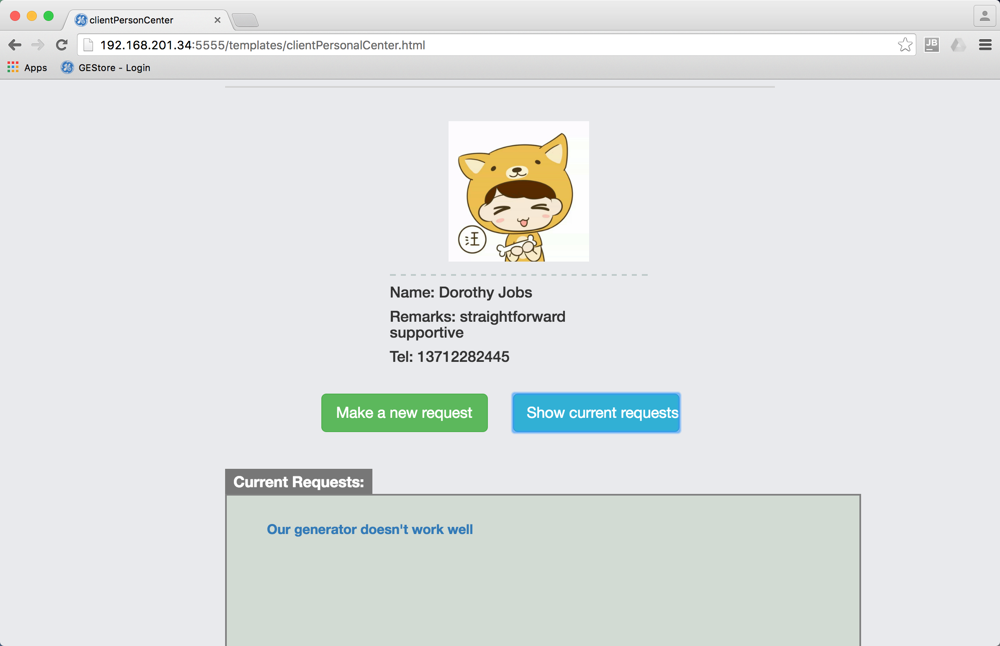 clientPersonCenter
192.168.201.34:5555/templates/clientPersonalCenter.html
JB
Apps
GEStore - Login
汪
Name: Dorothy Jobs
Remarks: straightforward
supportive
Tel: 13712282445
Make a new request
Show current requests
Current Requests:
Our generator doesn't work well